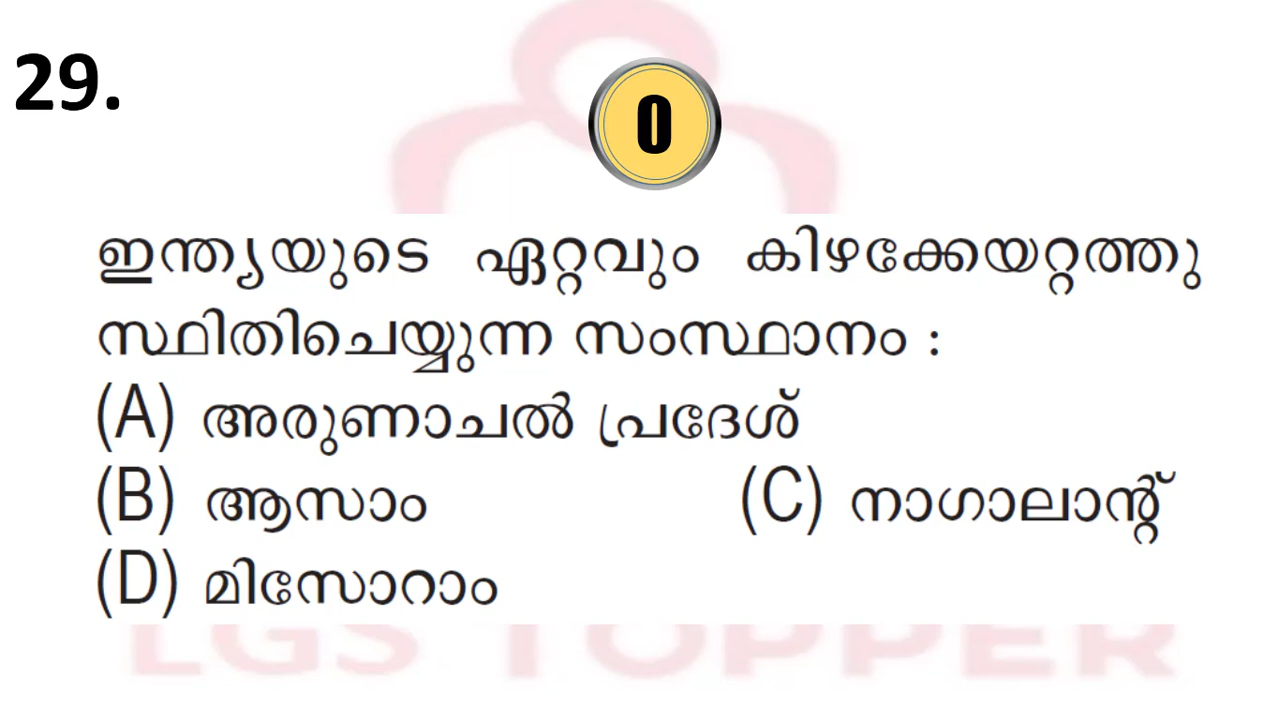 29.
0
ഇന്ത്യയുടെ ഏറ്റവും കിഴക്കേയറ്റത്തു
സ്ഥിതിചെയ്യുന്ന സംസ്ഥാനം :
(A) അരുണാചൽ പ്രദേശ്
(B) ആസാം (C) നാഗാലാന്റ്
(D) മിസോറാം
LGS TOPPER